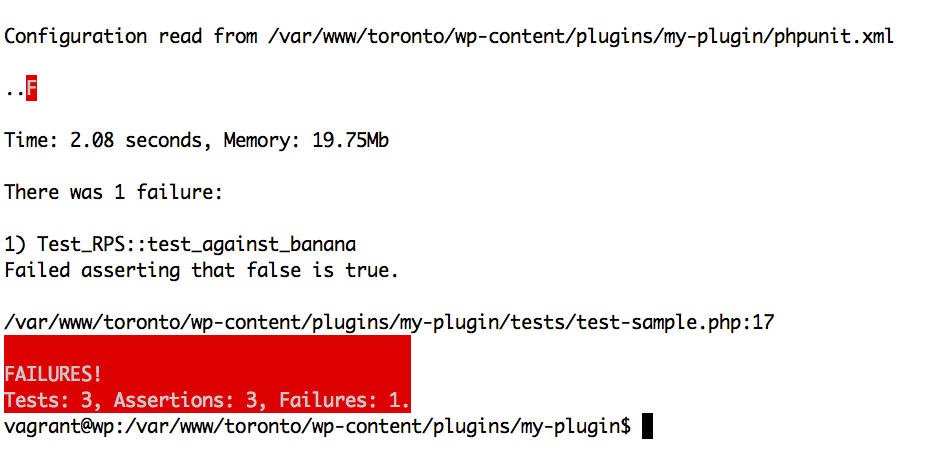 Configuration read from /var/www/toronto/wp-content/plugins/my-plugin/phpunit.xml
..F
Time: 2.08 seconds, Memory: 19.75Mb
There was 1 failure:
1) Test_RPS::test_against_banana
Failed asserting that false is true.
/var/www/toronto/wp-content/plugins/my-plugin/tests/test-sample.php:17
FAILURES!
Tests: 3, Assertions: 3, Failures: 1.
vagrant@wp:/var/www/toronto/wp-content/plugins/my-plugin$